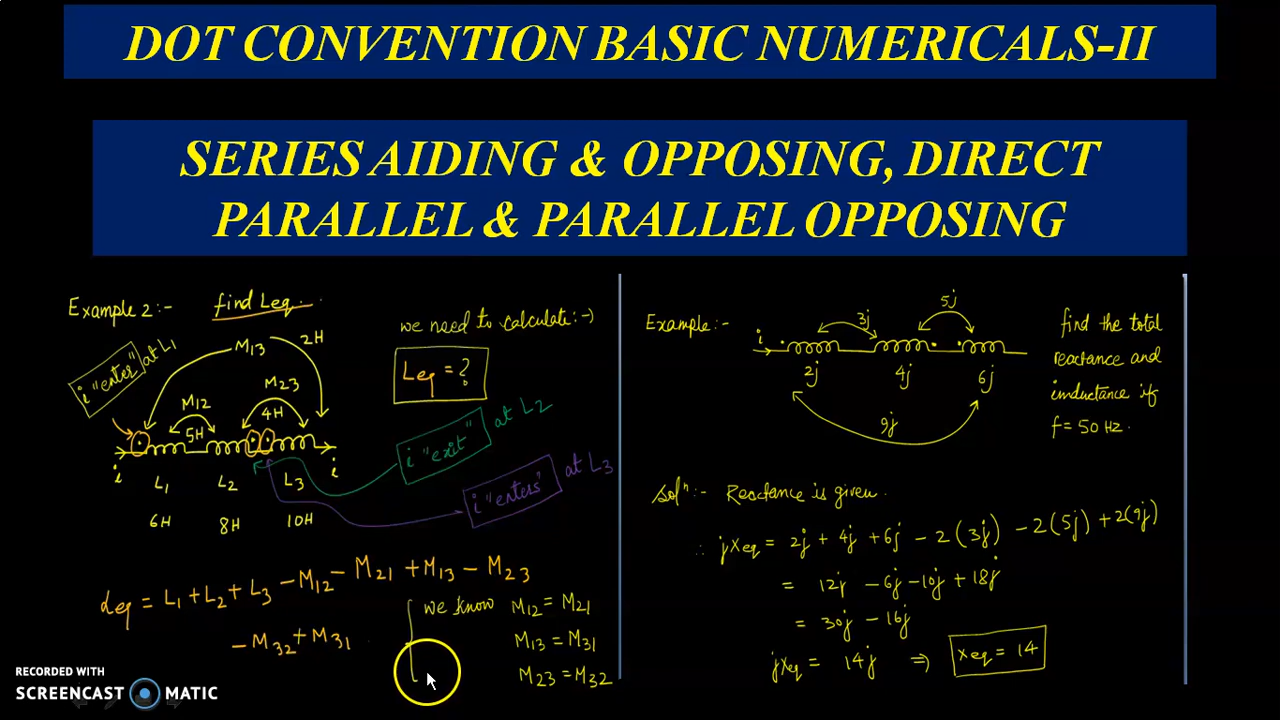 DOT CONVENTION BASIC NUMERICALS-II
SERIES AIDING & OPPOSING, DIRECT
PARALLEL & PARALLEL OPPOSING
Example 2:- find Leq.
we need to calculate:-)
Leq = ?
i "enter" at L1
M13 2H
M12
5H
M23
4H
i "exit" at L2
i "enters" at L3
i i
L1 L2 L3
6H 8H 10H
Leq = L1 + L2 + L3 - M12 - M21 + M13 - M23
- M32 + M31
we know M12 = M21
M13 = M31
M23 = M32
Example:-
i
3j 5j
2j 4j 6j
9j
find the total
reactance and
inductance if
f = 50 Hz.
Solⁿ:- Reactance is given.
∴ jXeq = 2j + 4j + 6j - 2(3j) - 2(5j) + 2(9j)
= 12j - 6j - 10j + 18j
= 30j - 16j
jXeq = 14j ⇒ Xeq = 14
RECORDED WITH
SCREENCAST MATIC